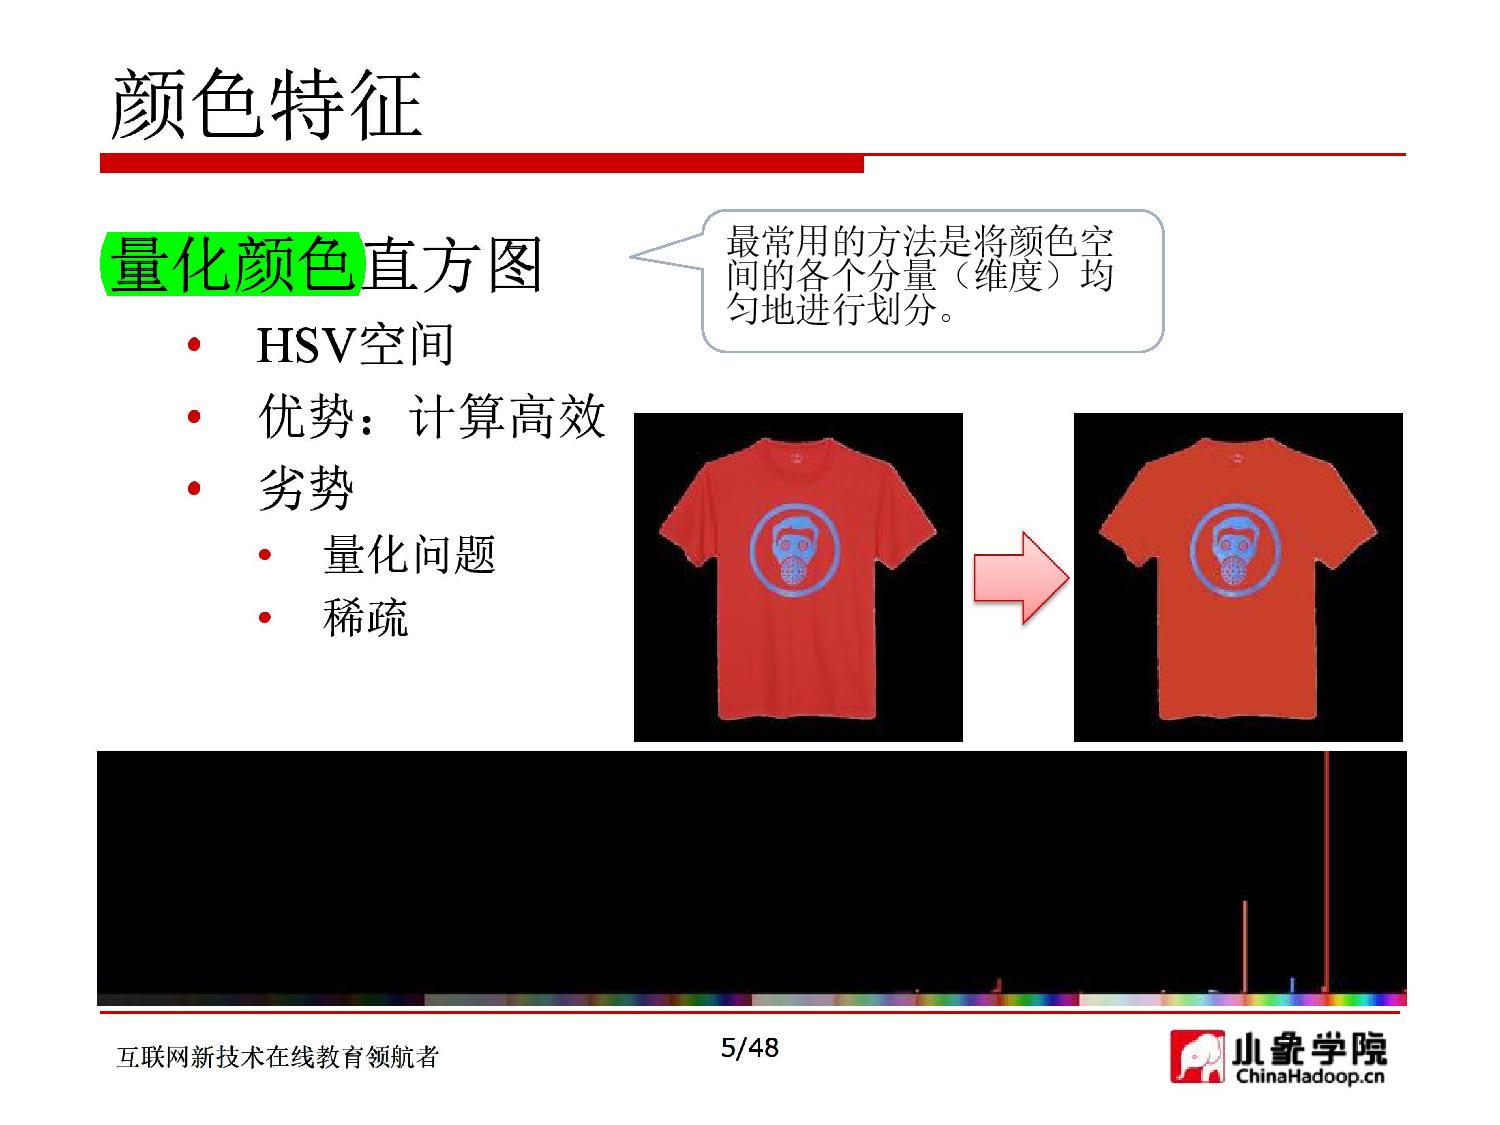 颜色特征
量化颜色直方图
最常用的方法是将颜色空
间的各个分量（维度）均
匀地进行划分。
• HSV空间
• 优势：计算高效
• 劣势
• 量化问题
• 稀疏
互联网新技术在线教育领航者
5/48
小象学院
ChinaHadoop.cn